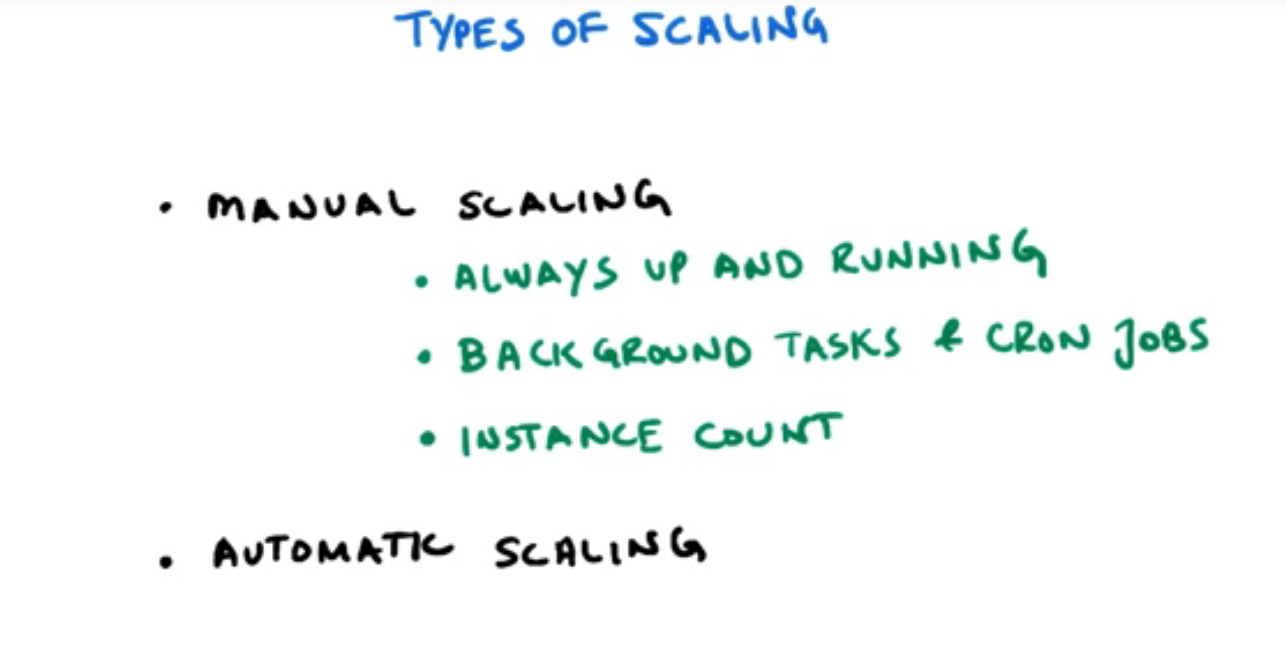 TYPES OF SCALING
• MANUAL SCALING
• ALWAYS UP AND RUNNING
• BACKGROUND TASKS & CRON JOBS
• INSTANCE COUNT
• AUTOMATIC SCALING